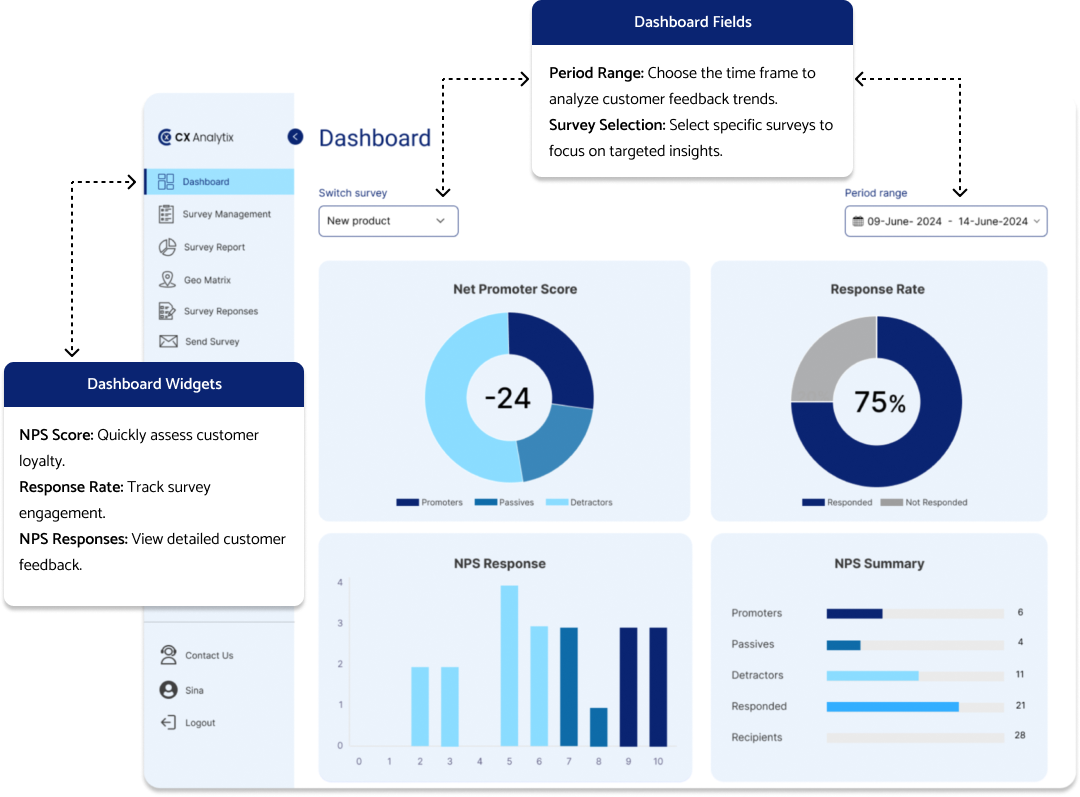 Dashboard Fields
Period Range: Choose the time frame to
analyze customer feedback trends.
Survey Selection: Select specific surveys to
focus on targeted insights.
CX Analytix
Dashboard
Survey Management
Survey Report
Geo Matrix
Survey Reponses
Send Survey
Dashboard Widgets
NPS Score: Quickly assess customer
loyalty.
Response Rate: Track survey
engagement.
NPS Responses: View detailed customer
feedback.
Contact Us
Sina
Logout
Dashboard
Switch survey
New product
Period range
09-June- 2024 - 14-June-2024
Net Promoter Score
-24
Promoters Passives Detractors
Response Rate
75%
Responded Not Responded
NPS Response
4
3
2
1
0
0 1 2 3 4 5 6 7 8 9 10
NPS Summary
Promoters 6
Passives 4
Detractors 11
Responded 21
Recipients 28